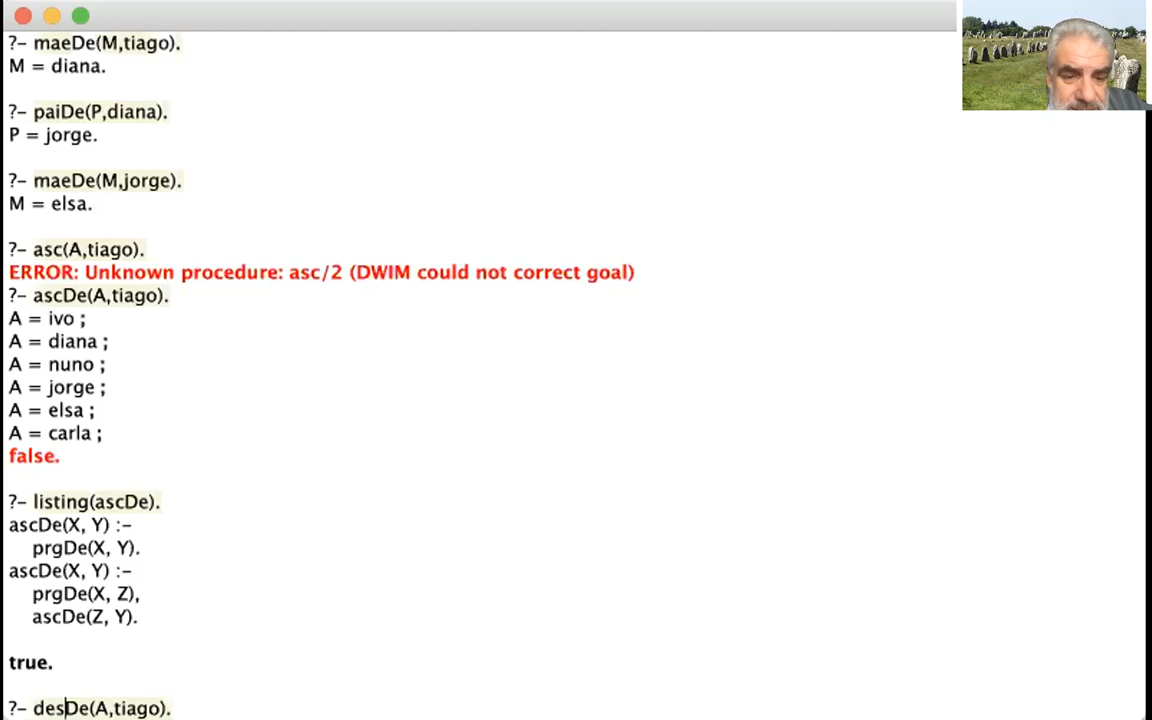 ?- maeDe(M,tiago).
M = diana.
?- paiDe(P,diana).
P = jorge.
?- maeDe(M,jorge).
M = elsa.
?- asc(A,tiago).
ERROR: Unknown procedure: asc/2 (DWIM could not correct goal)
?- ascDe(A,tiago).
A = ivo ;
A = diana ;
A = nuno ;
A = jorge ;
A = elsa ;
A = carla ;
false.
?- listing(ascDe).
ascDe(X, Y) :-
prgDe(X, Y).
ascDe(X, Y) :-
prgDe(X, Z),
ascDe(Z, Y).
true.
?- desDe(A,tiago).